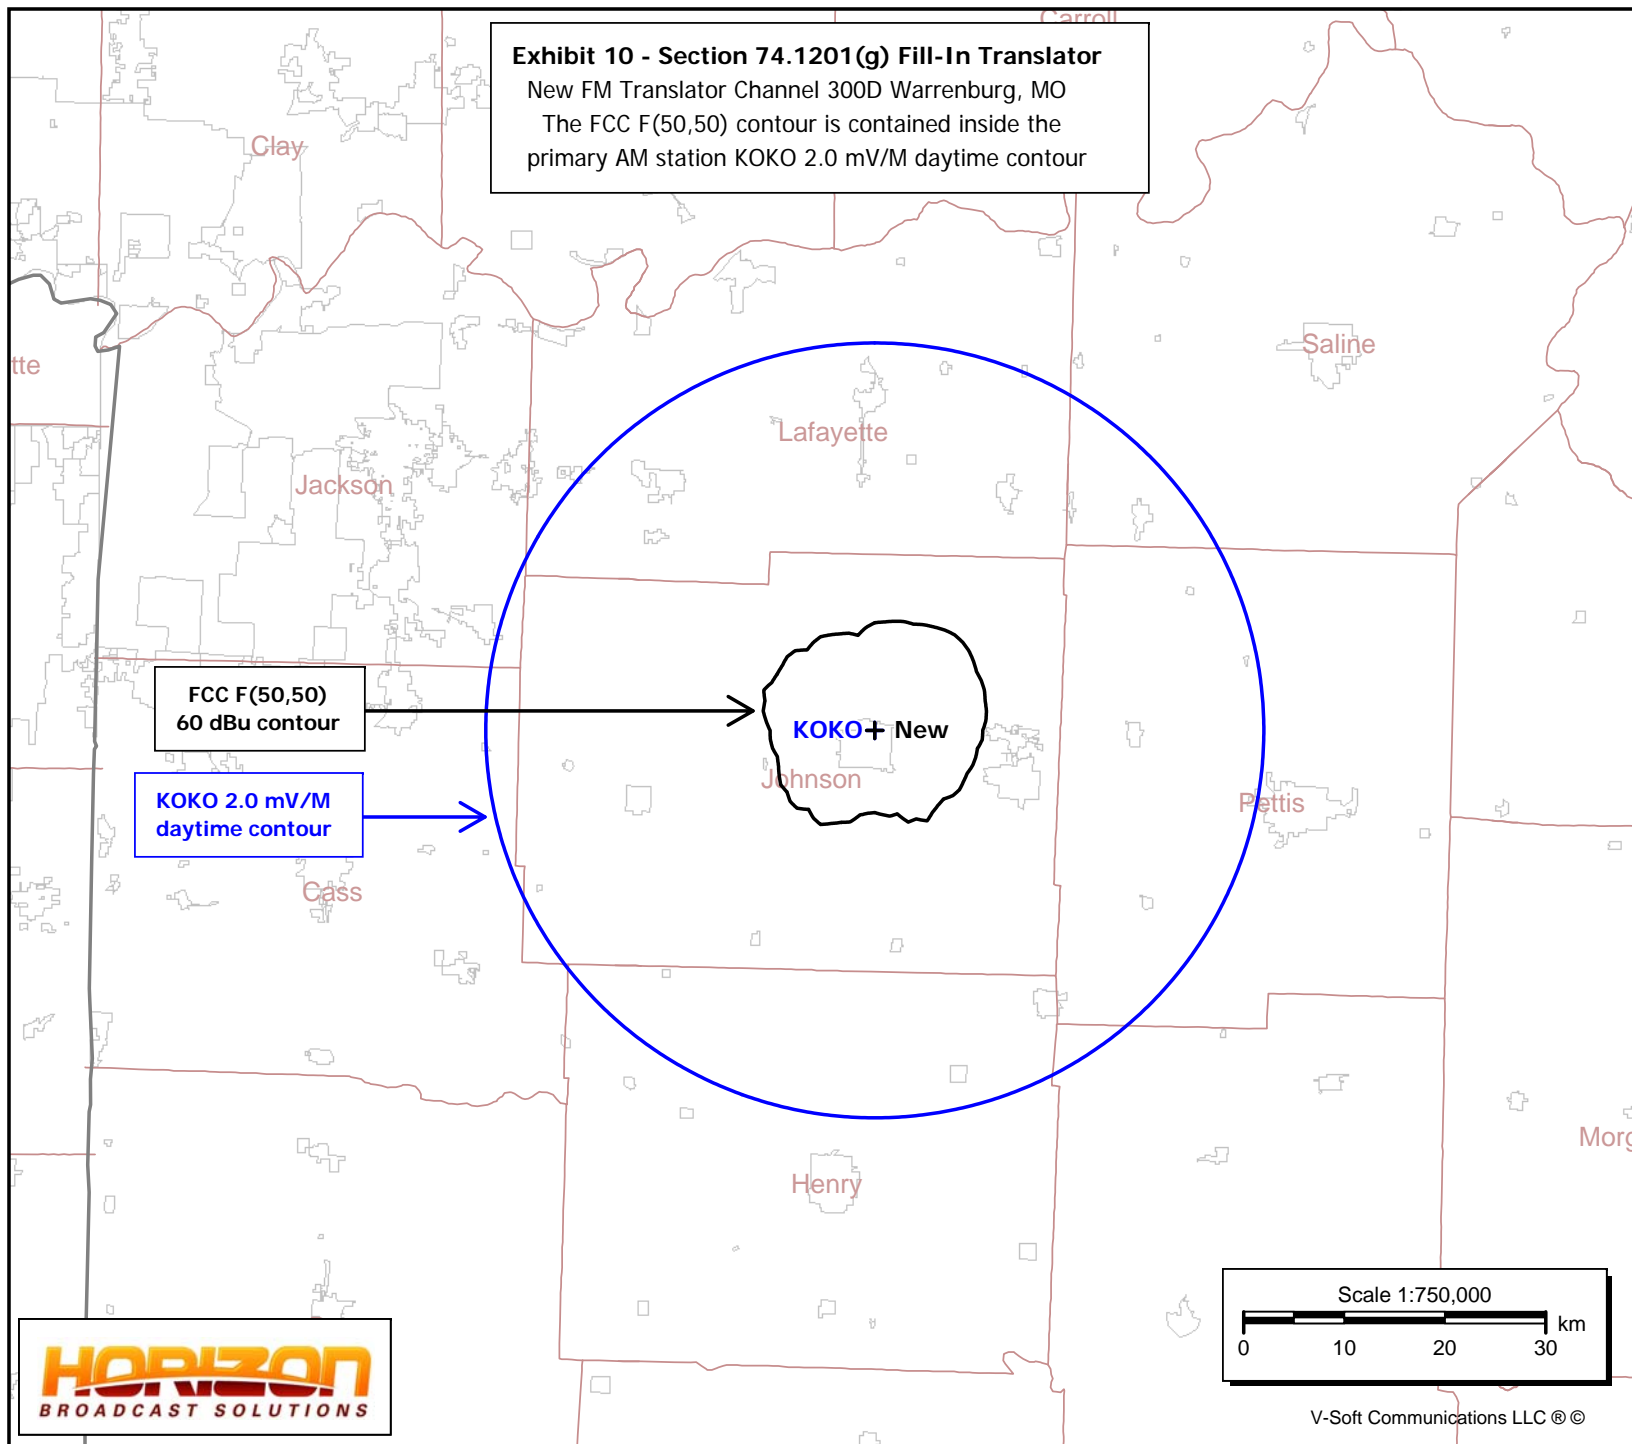 Carroll
Exhibit 10 - Section 74.1201(g) Fill-In Translator
New FM Translator Channel 300D Warrenburg, MO
The FCC F(50,50) contour is contained inside the
primary AM station KOKO 2.0 mV/M daytime contour
Clay
Saline
tte
Lafayette
Jackson
FCC F(50,50)
60 dBu contour
KOKO + New
Johnson
KOKO 2.0 mV/M
daytime contour
Pettis
Cass
Morg
Henry
Scale 1:750,000
km
0 10 20 30
HORIZON
BROADCAST SOLUTIONS
V-Soft Communications LLC ® ©